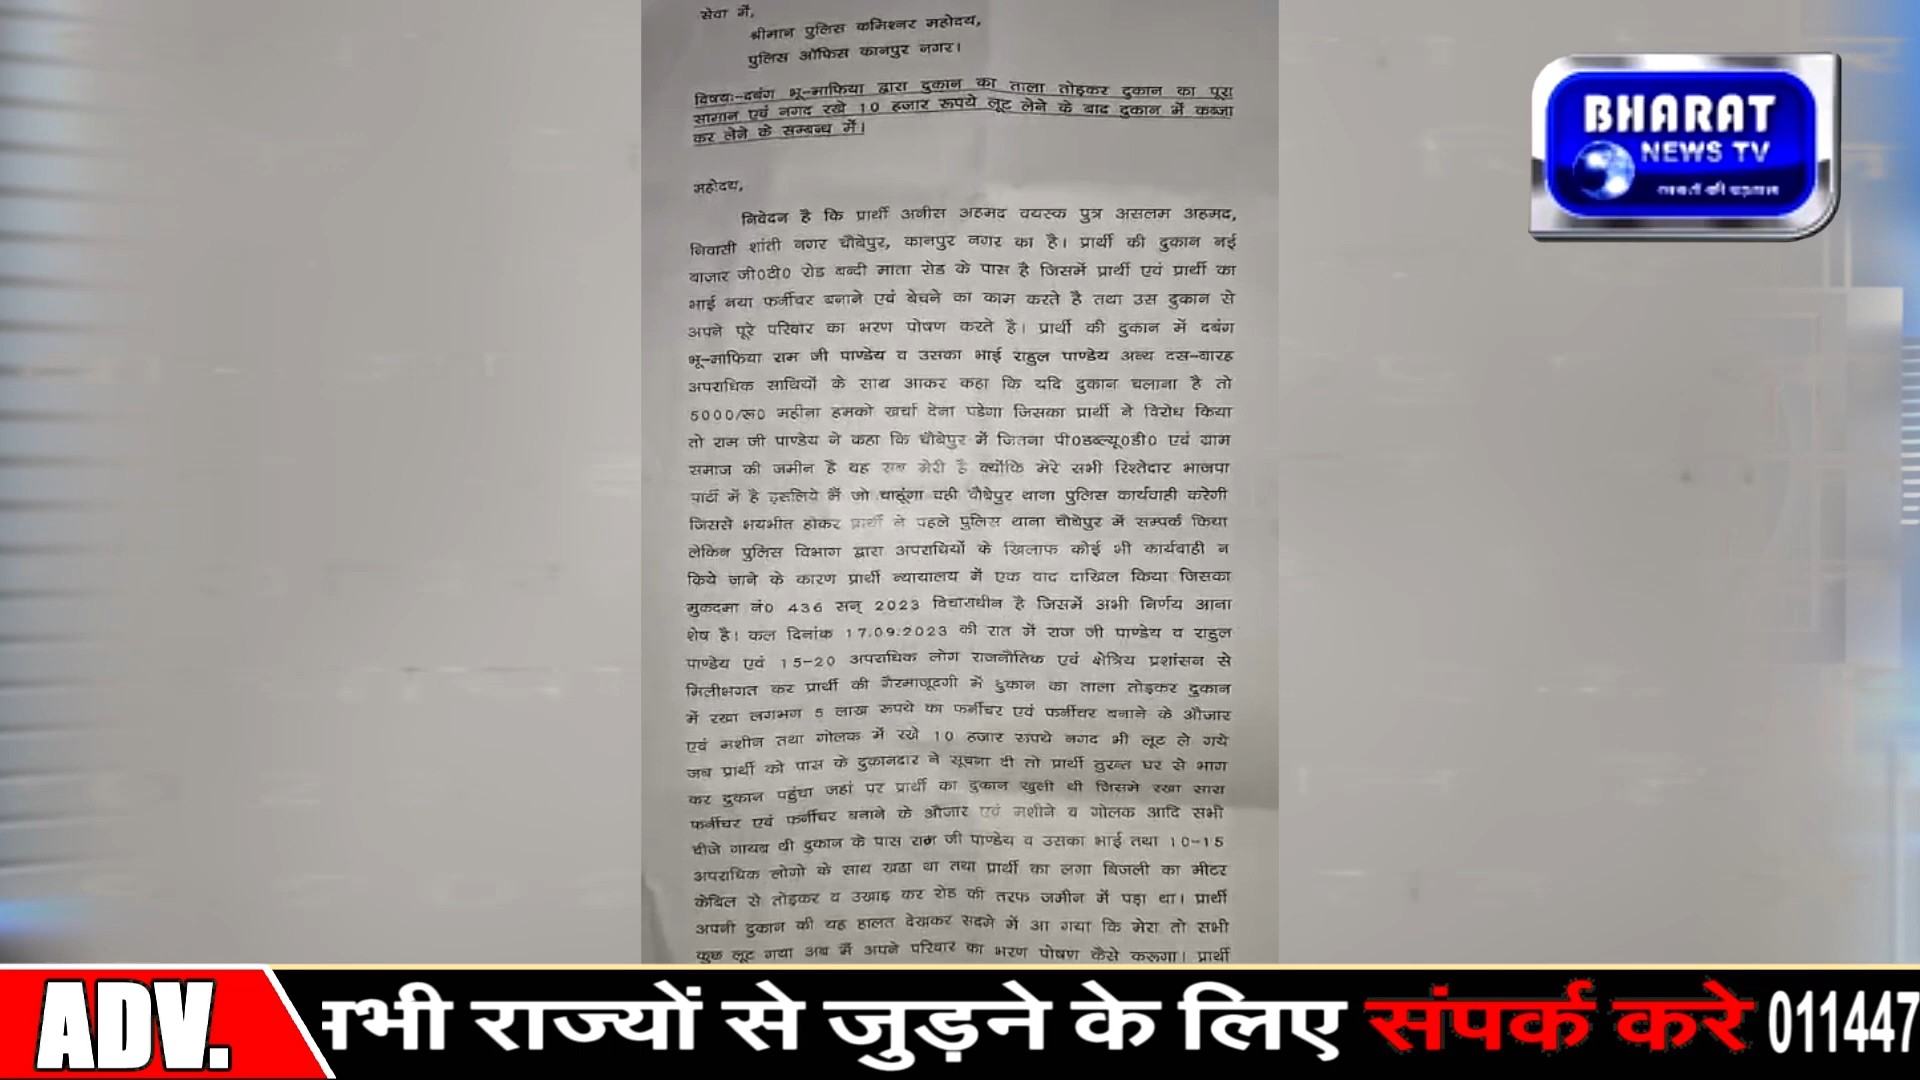 सेवा में,
श्रीमान पुलिस कमिश्नर महोदय,
पुलिस ऑफिस कानपुर नगर।
विषयः-दबंग भू-माफिया द्वारा दुकान का ताला तोड़कर दुकान का पूरा
सामान एवं नगद रखे 10 हजार रूपये लूट लेने के बाद दुकान में कब्जा
कर लेने के सम्बन्ध में।
महोदय,
निवेदन है कि प्रार्थी अनीस अहमद वयस्क पुत्र असलम अहमद,
निवासी शांती नगर चौबेपुर, कानपुर नगर का है। प्रार्थी की दुकान नई
बाजार जी0टी0 रोड बन्दी माता रोड के पास है जिसमें प्रार्थी एवं प्रार्थी का
भाई नया फर्नीचर बनाने एवं बेचने का काम करते है तथा उस दुकान से
अपने पूरे परिवार का भरण पोषण करते है। प्रार्थी की दुकान में दबंग
भू-माफिया राम जी पाण्डेय व उसका भाई राहुल पाण्डेय अन्य दस-बारह
अपराधिक साथियों के साथ आकर कहा कि यदि दुकान चलाना है तो
5000/रू0 महीना हमको खर्चा देना पडेगा जिसका प्रार्थी ने विरोध किया
तो राम जी पाण्डेय ने कहा कि चौबेपुर में जितना पी0डब्ल्यू0डी0 एवं ग्राम
समाज की जमीन है यह सब मेरी है क्योंकि मेरे सभी रिश्तेदार भाजपा
पार्टी में है इसलिये मैं जो चाहूंगा वही चौबेपुर थाना पुलिस कार्यवाही करेगी
जिससे भयभीत होकर प्रार्थी ने पहले पुलिस थाना चौबेपुर में सम्पर्क किया
लेकिन पुलिस विभाग द्वारा अपराधियों के खिलाफ कोई भी कार्यवाही न
किये जाने के कारण प्रार्थी न्यायालय में एक वाद दाखिल किया जिसका
मुकदमा नं0 436 सन् 2023 विचाराधीन है जिसमें अभी निर्णय आना
शेष है। कल दिनांक 17.09.2023 की रात में राज जी पाण्डेय व राहुल
पाण्डेय एवं 15-20 अपराधिक लोग राजनौतिक एवं क्षेत्रिय प्रशांसन से
मिलीभगत कर प्रार्थी की गैरमाजूदगी में दुकान का ताला तोड़कर दुकान
में रखा लगभग 5 लाख रूपये का फर्नीचर एवं फर्नीचर बनाने के औजार
एवं मशीन तथा गोलक में रखे 10 हजार रूपये नगद भी लूट ले गये
जब प्रार्थी को पास के दुकानदार ने सूचना दी तो प्रार्थी तुरन्त घर से भाग
कर दुकान पहुंचा जहां पर प्रार्थी का दुकान खुली थी जिसमे रखा सारा
फर्नीचर एवं फर्नीचर बनाने के औजार एवं मशीने व गोलक आदि सभी
चीजे गायब थी दुकान के पास राम जी पाण्डेय व उसका भाई तथा 10-15
अपराधिक लोगो के साथ खडा था तथा प्रार्थी का लगा बिजली का मीटर
केबिल से तोड़कर व उखाड़ कर रोड की तरफ जमीन में पड़ा था। प्रार्थी
अपनी दुकान की यह हालत देखकर सदमे में आ गया कि मेरा तो सभी
कुछ लूट गया अब मैं अपने परिवार का भरण पोषण कैसे करूगा। प्रार्थी
BHARAT
NEWS TV
खबरों की पड़ताल
ADV.
सभी राज्यों से जुड़ने के लिए संपर्क करे 011447